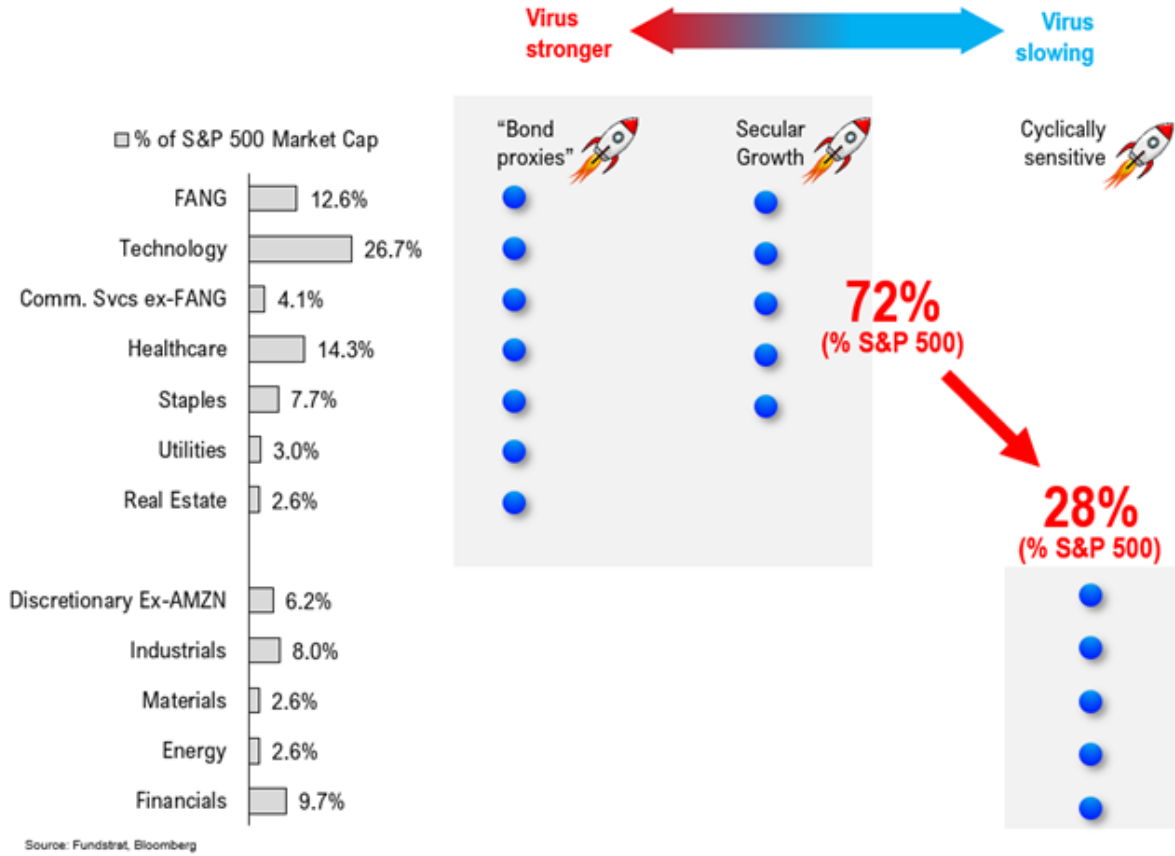 Virus
stronger
Virus
slowing
% of S&P 500 Market Cap
“Bond
proxies”
Secular
Growth
Cyclically
sensitive
FANG 12.6%
Technology 26.7%
Comm. Svcs ex-FANG 4.1%
Healthcare 14.3%
Staples 7.7%
Utilities 3.0%
Real Estate 2.6%
72%
(% S&P 500)
28%
(% S&P 500)
Discretionary Ex-AMZN 6.2%
Industrials 8.0%
Materials 2.6%
Energy 2.6%
Financials 9.7%
Source: Fundstrat, Bloomberg